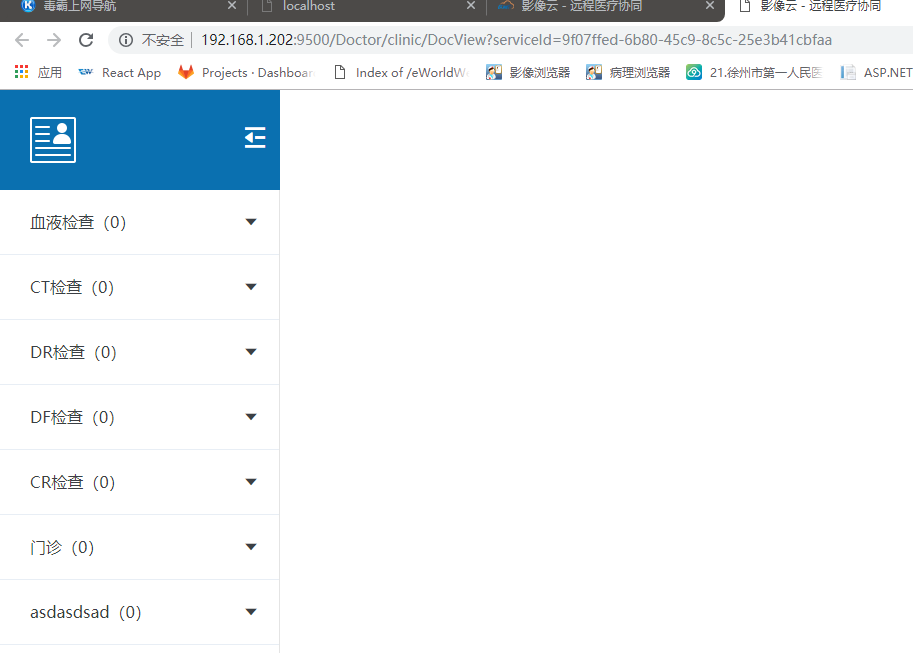 毒霸上网导航
localhost
影像云 - 远程医疗协同
影像云 - 远程医疗协同
不安全 192.168.1.202:9500/Doctor/clinic/DocView?serviceId=9f07ffed-6b80-45c9-8c5c-25e3b41cbfaa
应用 React App Projects · Dashboar Index of /eWorldW 影像浏览器 病理浏览器 21.徐州市第一人民医 ASP.NET
血液检查（0）
CT检查（0）
DR检查（0）
DF检查（0）
CR检查（0）
门诊（0）
asdasdsad（0）